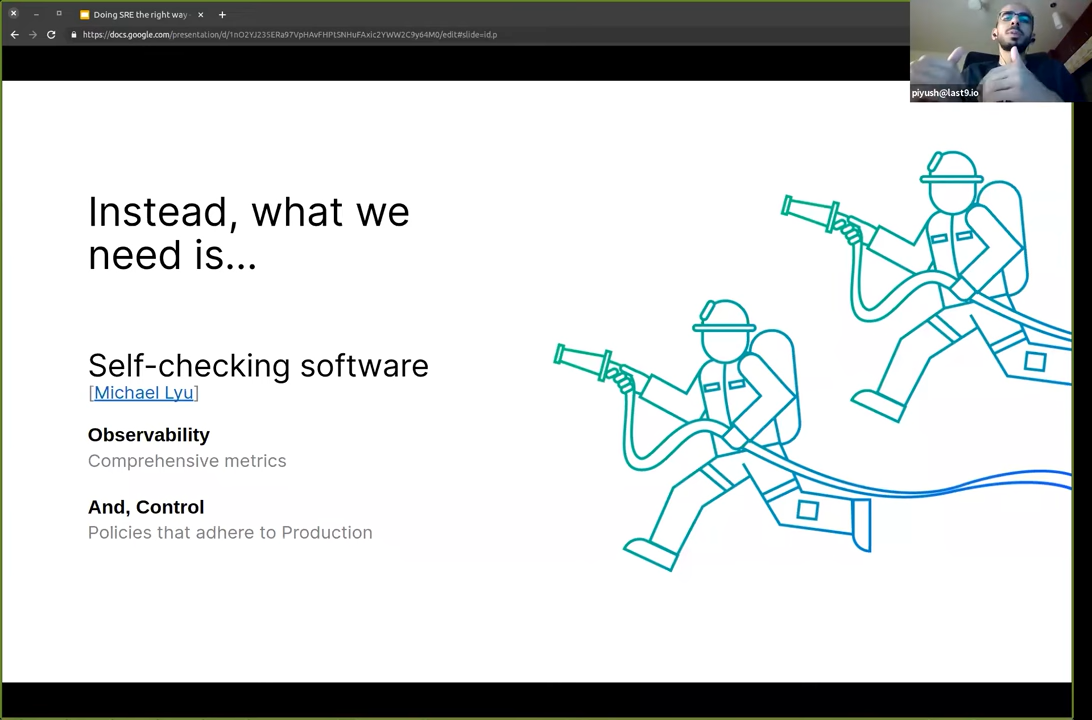 Doing SRE the right way
https://docs.google.com/presentation/d/1nO2YJ235ERa97VpHAvFHPtSNHuFAxic2YWW2C9y64M0/edit#slide=id.p
piyush@last9.io
Instead, what we
need is...
Self-checking software
[Michael Lyu]
Observability
Comprehensive metrics
And, Control
Policies that adhere to Production